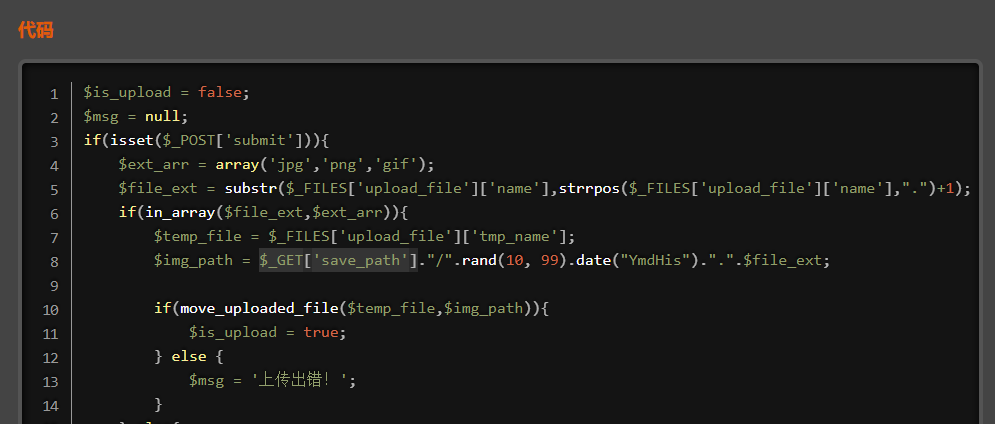 代码
1 $is_upload = false;
2 $msg = null;
3 if(isset($_POST['submit'])){
4     $ext_arr = array('jpg','png','gif');
5     $file_ext = substr($_FILES['upload_file']['name'],strrpos($_FILES['upload_file']['name'],".")+1);
6     if(in_array($file_ext,$ext_arr)){
7         $temp_file = $_FILES['upload_file']['tmp_name'];
8         $img_path = $_GET['save_path']."/".rand(10, 99).date("YmdHis").".".$file_ext;
9
10         if(move_uploaded_file($temp_file,$img_path)){
11             $is_upload = true;
12         } else {
13             $msg = '上传出错！';
14         }